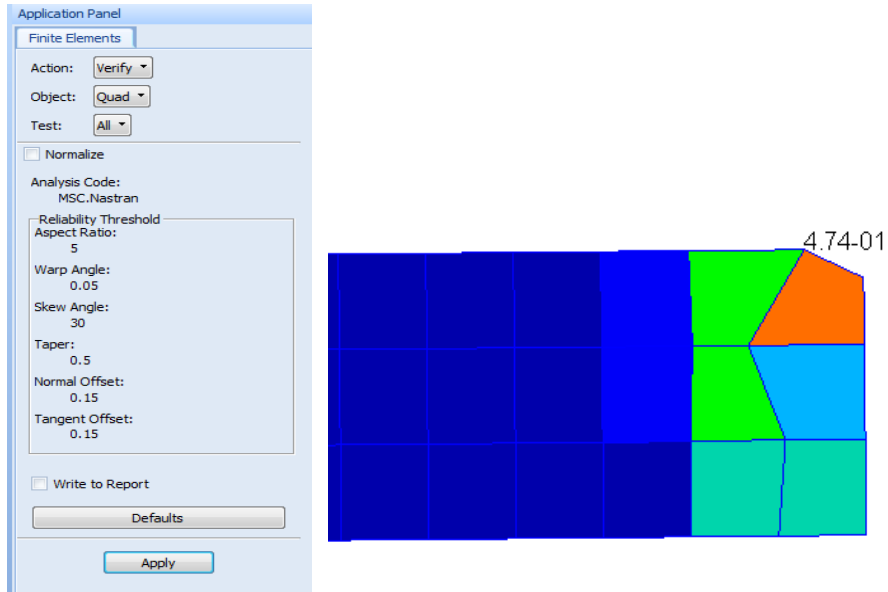 Application Panel
Finite Elements
Action: Verify
Object: Quad
Test: All
Normalize
Analysis Code:
MSC.Nastran
Reliability Threshold
Aspect Ratio:
5
Warp Angle:
0.05
Skew Angle:
30
Taper:
0.5
Normal Offset:
0.15
Tangent Offset:
0.15
Write to Report
Defaults
Apply
4.74-01